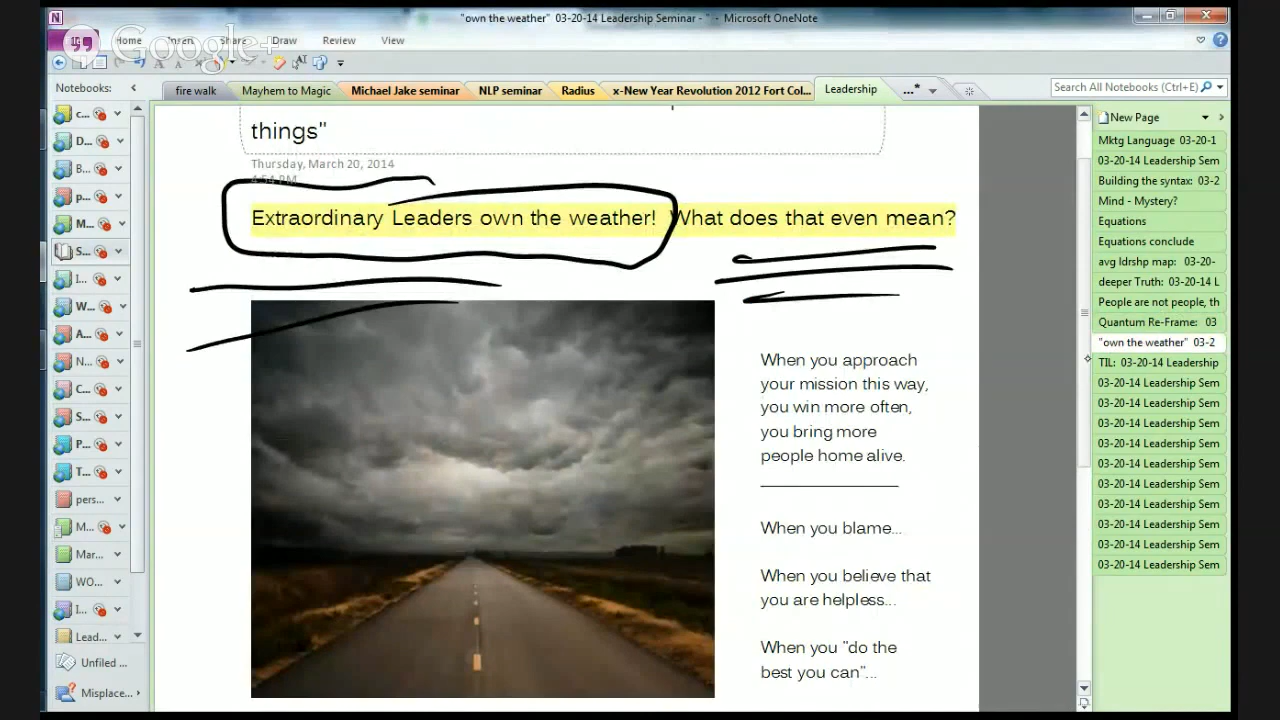 "own the weather" 03-20-14 Leadership Seminar - " - Microsoft OneNote
Google+
Home Insert Share Draw Review View
Notebooks:
fire walk
Mayhem to Magic
Michael Jake seminar
NLP seminar
Radius
x-New Year Revolution 2012 Fort Col...
Leadership
...*
Search All Notebooks (Ctrl+E)
C...
D...
B...
p...
M...
S...
I...
W...
A...
N...
C...
S...
P...
T...
pers...
M...
Mar...
WO...
I...
Lead...
Unfiled ...
Misplace...
things"
Thursday, March 20, 2014
4:54 PM
Extraordinary Leaders own the weather! What does that even mean?
When you approach
your mission this way,
you win more often,
you bring more
people home alive.
When you blame...
When you believe that
you are helpless...
When you "do the
best you can"...
New Page
Mktg Language 03-20-1
03-20-14 Leadership Sem
Building the syntax: 03-2
Mind - Mystery?
Equations
Equations conclude
avg ldrshp map: 03-20-
deeper Truth: 03-20-14 L
People are not people, th
Quantum Re-Frame: 03
"own the weather" 03-2
TIL: 03-20-14 Leadership
03-20-14 Leadership Sem
03-20-14 Leadership Sem
03-20-14 Leadership Sem
03-20-14 Leadership Sem
03-20-14 Leadership Sem
03-20-14 Leadership Sem
03-20-14 Leadership Sem
03-20-14 Leadership Sem
03-20-14 Leadership Sem
03-20-14 Leadership Sem